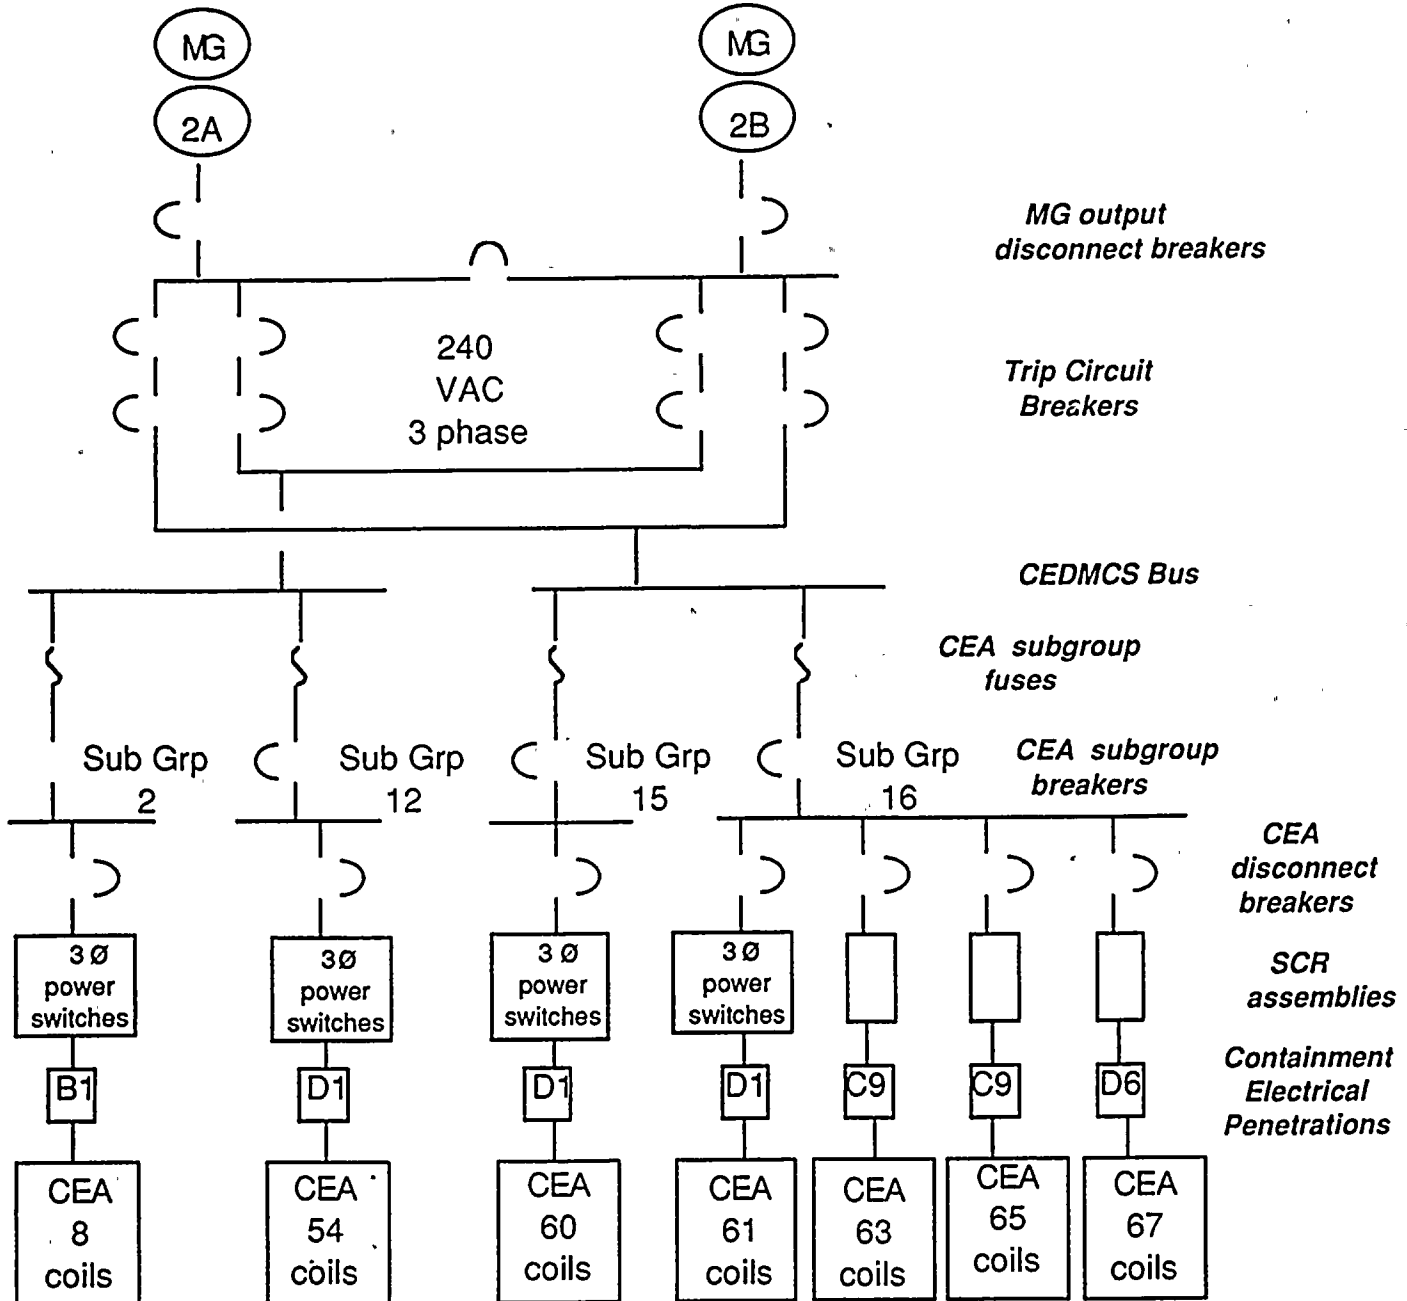 MG
MG
2A
2B
MG output
disconnect breakers
240
VAC
3 phase
Trip Circuit
Breakers
CEDMCS Bus
CEA subgroup
fuses
Sub Grp
2
Sub Grp
12
Sub Grp
15
Sub Grp
16
CEA subgroup
breakers
CEA
disconnect
breakers
3 Ø
power
switches
3Ø
power
switches
3 Ø
power
switches
3 Ø
power
switches
SCR
assemblies
B1
D1
D1
D1
C9
C9
D6
Containment
Electrical
Penetrations
CEA
8
coils
CEA
54
coils
CEA
60
coils
CEA
61
coils
CEA
63
coils
CEA
65
coils
CEA
67
coils